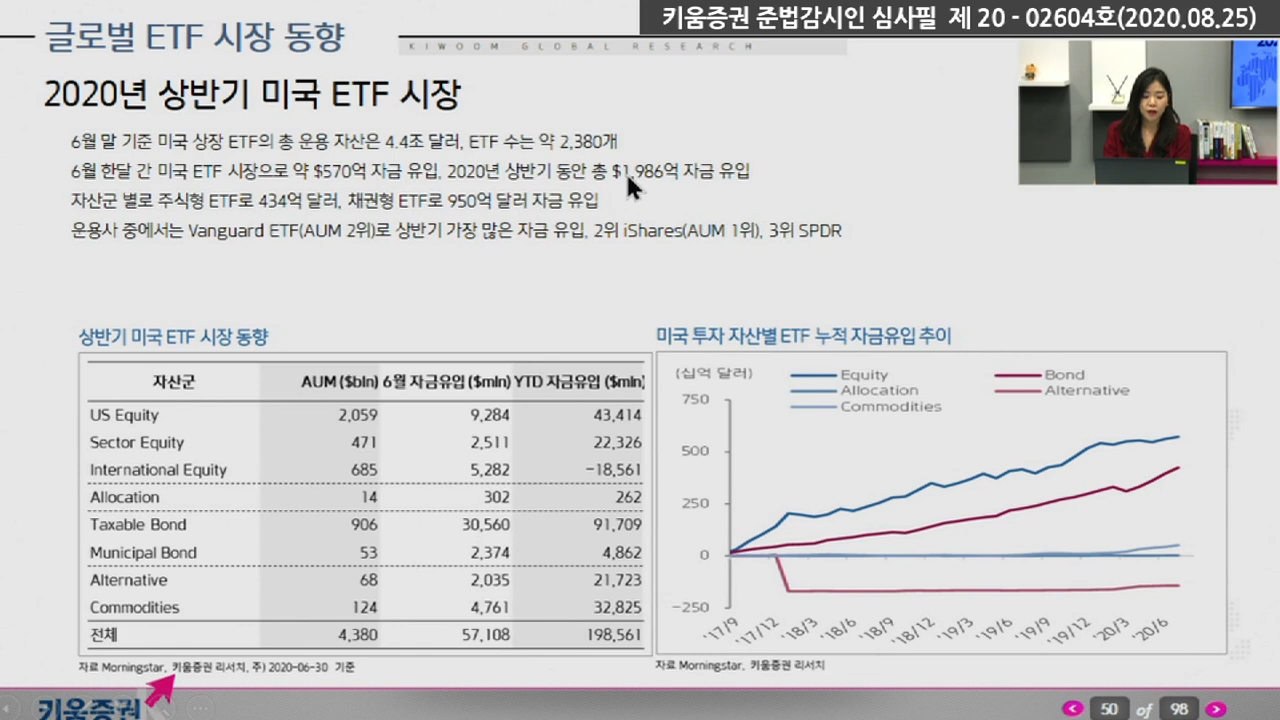 키움증권 준법감시인 심사필 제 20 - 02604호(2020.08.25)
글로벌 ETF 시장 동향
KIWOOM GLOBAL RESEARCH
2020년 상반기 미국 ETF 시장
6월 말 기준 미국 상장 ETF의 총 운용 자산은 4.4조 달러, ETF 수는 약 2,380개
6월 한달 간 미국 ETF 시장으로 약 $570억 자금 유입, 2020년 상반기 동안 총 $1,986억 자금 유입
자산군 별로 주식형 ETF로 434억 달러, 채권형 ETF로 950억 달러 자금 유입
운용사 중에서는 Vanguard ETF(AUM 2위)로 상반기 가장 많은 자금 유입, 2위 iShares(AUM 1위), 3위 SPDR
상반기 미국 ETF 시장 동향
자산군 AUM ($bln) 6월 자금유입 ($mln) YTD 자금유입 ($mln)
US Equity 2,059 9,284 43,414
Sector Equity 471 2,511 22,326
International Equity 685 5,282 -18,561
Allocation 14 302 262
Taxable Bond 906 30,560 91,709
Municipal Bond 53 2,374 4,862
Alternative 68 2,035 21,723
Commodities 124 4,761 32,825
전체 4,380 57,108 198,561
자료 Morningstar, 키움증권 리서치, 주) 2020-06-30 기준
미국 투자 자산별 ETF 누적 자금유입 추이
(십억 달러)
Equity Bond
Allocation Alternative
Commodities
750
500
250
0
-250
'17/9 '17/12 '18/3 '18/6 '18/9 '18/12 '19/3 '19/6 '19/9 '19/12 '20/3 '20/6
자료 Morningstar, 키움증권 리서치
키움증권
50 of 98